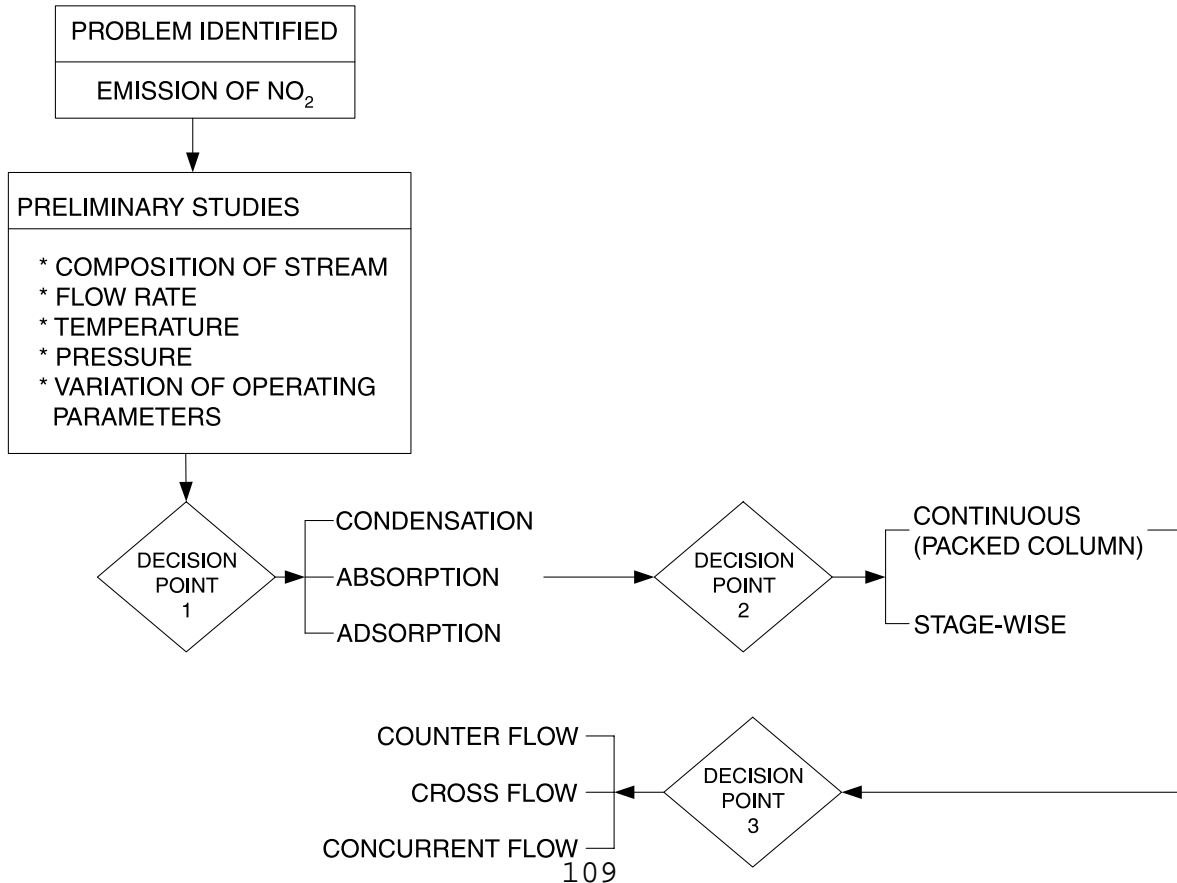 PROBLEM IDENTIFIED
EMISSION OF NO₂
PRELIMINARY STUDIES
* COMPOSITION OF STREAM
* FLOW RATE
* TEMPERATURE
* PRESSURE
* VARIATION OF OPERATING
PARAMETERS
DECISION
POINT
1
CONDENSATION
ABSORPTION
ADSORPTION
DECISION
POINT
2
CONTINUOUS
(PACKED COLUMN)
STAGE-WISE
DECISION
POINT
3
COUNTER FLOW
CROSS FLOW
CONCURRENT FLOW
109